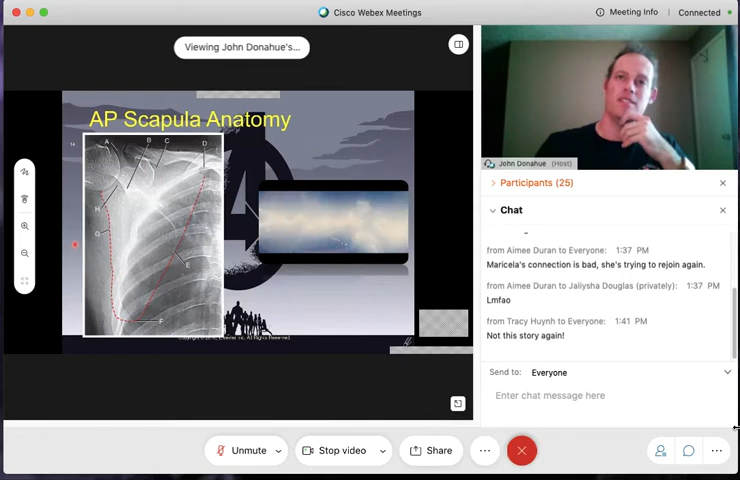 Cisco Webex Meetings
Meeting Info
Connected
Viewing John Donahue's...
AP Scapula Anatomy
14
A
B
C
D
H
G
E
F
John Donahue (Host)
Participants (25)
Chat
from Aimee Duran to Everyone: 1:37 PM
Maricela's connection is bad, she's trying to rejoin again.
from Aimee Duran to Jaliysha Douglas (privately): 1:37 PM
Lmfao
from Tracy Huynh to Everyone: 1:41 PM
Not this story again!
Send to: Everyone
Enter chat message here
Unmute
Stop video
Share